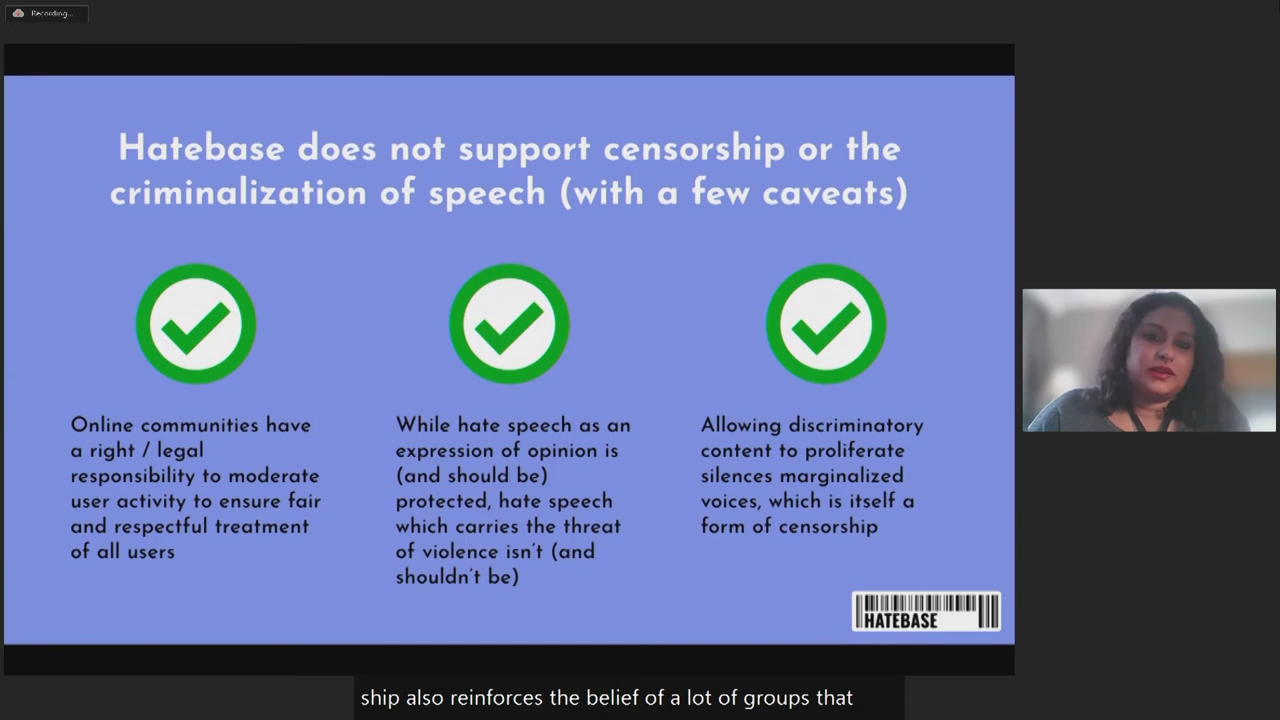 Recording...
Hatebase does not support censorship or the
criminalization of speech (with a few caveats)
Online communities have
a right / legal
responsibility to moderate
user activity to ensure fair
and respectful treatment
of all users
While hate speech as an
expression of opinion is
(and should be)
protected, hate speech
which carries the threat
of violence isn't (and
shouldn't be)
Allowing discriminatory
content to proliferate
silences marginalized
voices, which is itself a
form of censorship
HATEBASE
ship also reinforces the belief of a lot of groups that